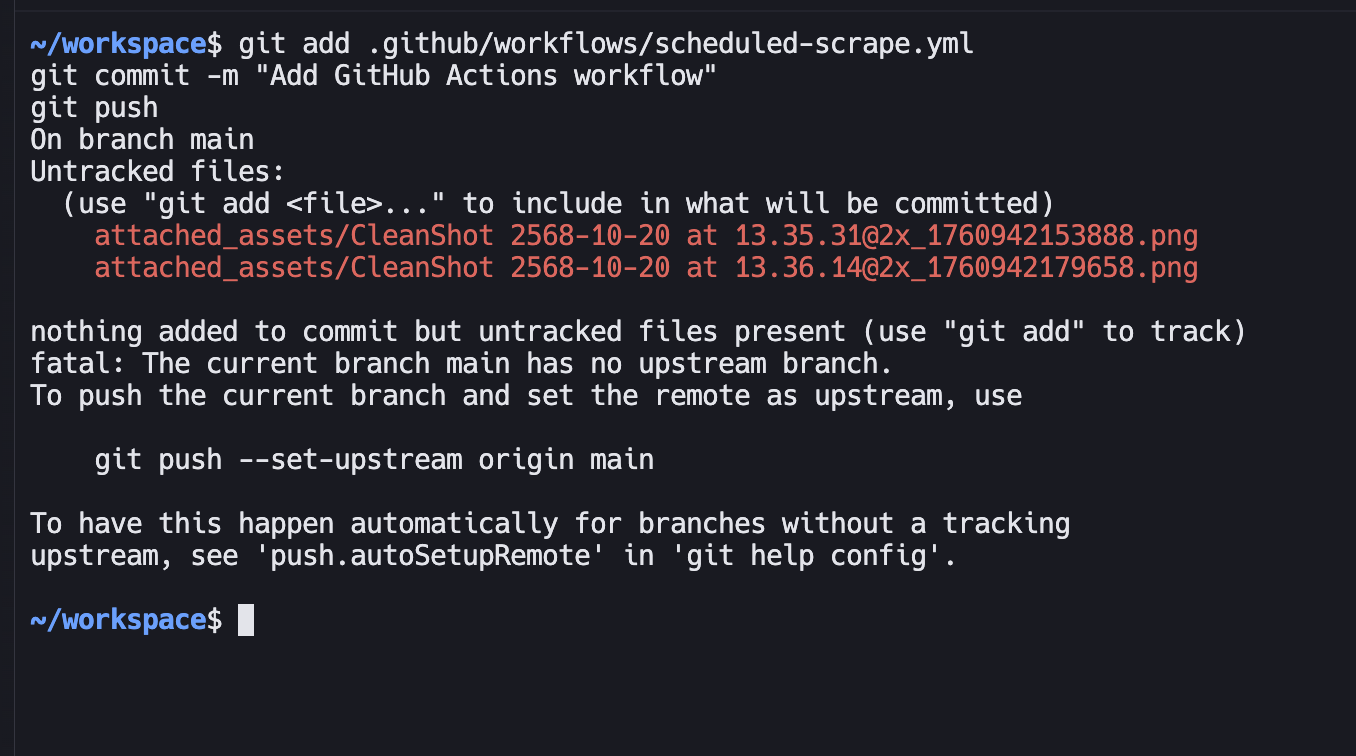 ~/workspace$ git add .github/workflows/scheduled-scrape.yml
git commit -m "Add GitHub Actions workflow"
git push
On branch main
Untracked files:
  (use "git add <file>..." to include in what will be committed)
    attached_assets/CleanShot 2568-10-20 at 13.35.31@2x_1760942153888.png
    attached_assets/CleanShot 2568-10-20 at 13.36.14@2x_1760942179658.png

nothing added to commit but untracked files present (use "git add" to track)
fatal: The current branch main has no upstream branch.
To push the current branch and set the remote as upstream, use

    git push --set-upstream origin main

To have this happen automatically for branches without a tracking
upstream, see 'push.autoSetupRemote' in 'git help config'.

~/workspace$